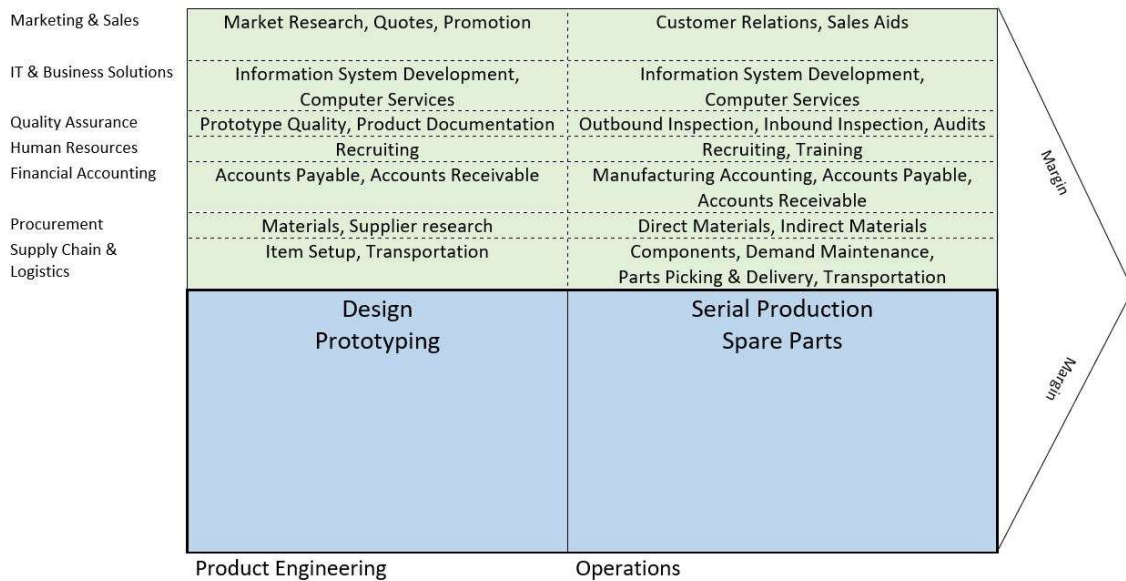 Marketing & Sales
Market Research, Quotes, Promotion
Customer Relations, Sales Aids
IT & Business Solutions
Information System Development,
Computer Services
Information System Development,
Computer Services
Quality Assurance
Prototype Quality, Product Documentation
Outbound Inspection, Inbound Inspection, Audits
Human Resources
Recruiting
Recruiting, Training
Financial Accounting
Accounts Payable, Accounts Receivable
Manufacturing Accounting, Accounts Payable,
Accounts Receivable
Procurement
Materials, Supplier research
Direct Materials, Indirect Materials
Supply Chain &
Logistics
Item Setup, Transportation
Components, Demand Maintenance,
Parts Picking & Delivery, Transportation
Design
Prototyping
Serial Production
Spare Parts
Margin
Margin
Product Engineering
Operations